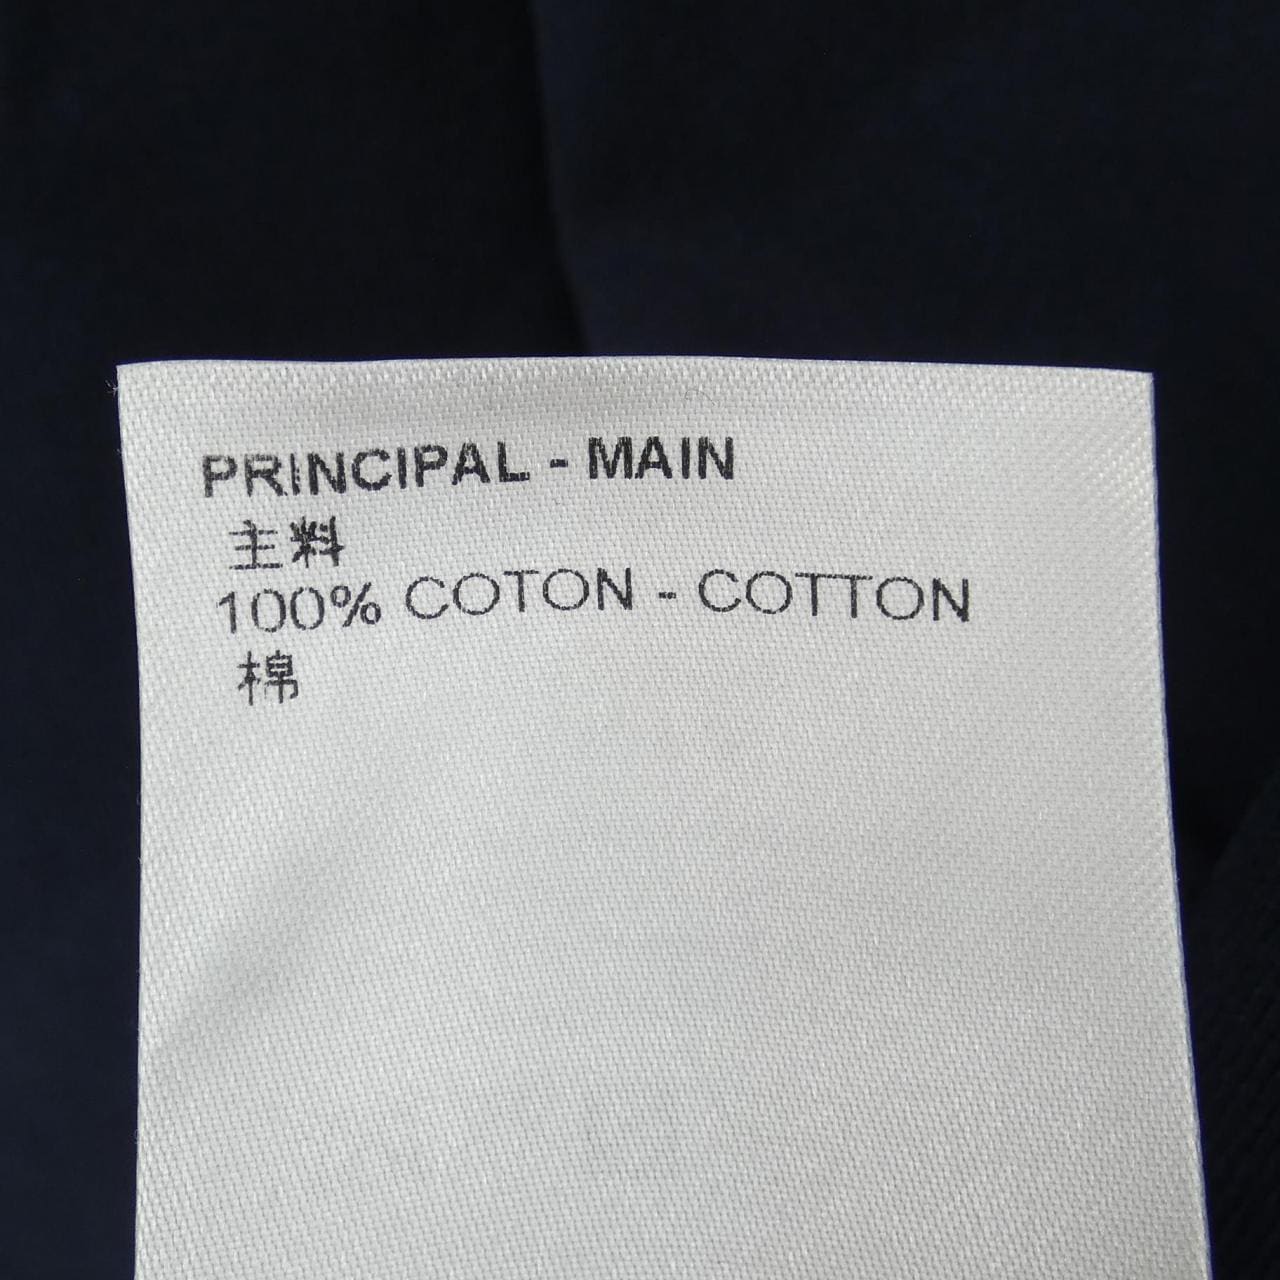 PRINCIPAL - MAIN
主料
100% COTON - COTTON
棉